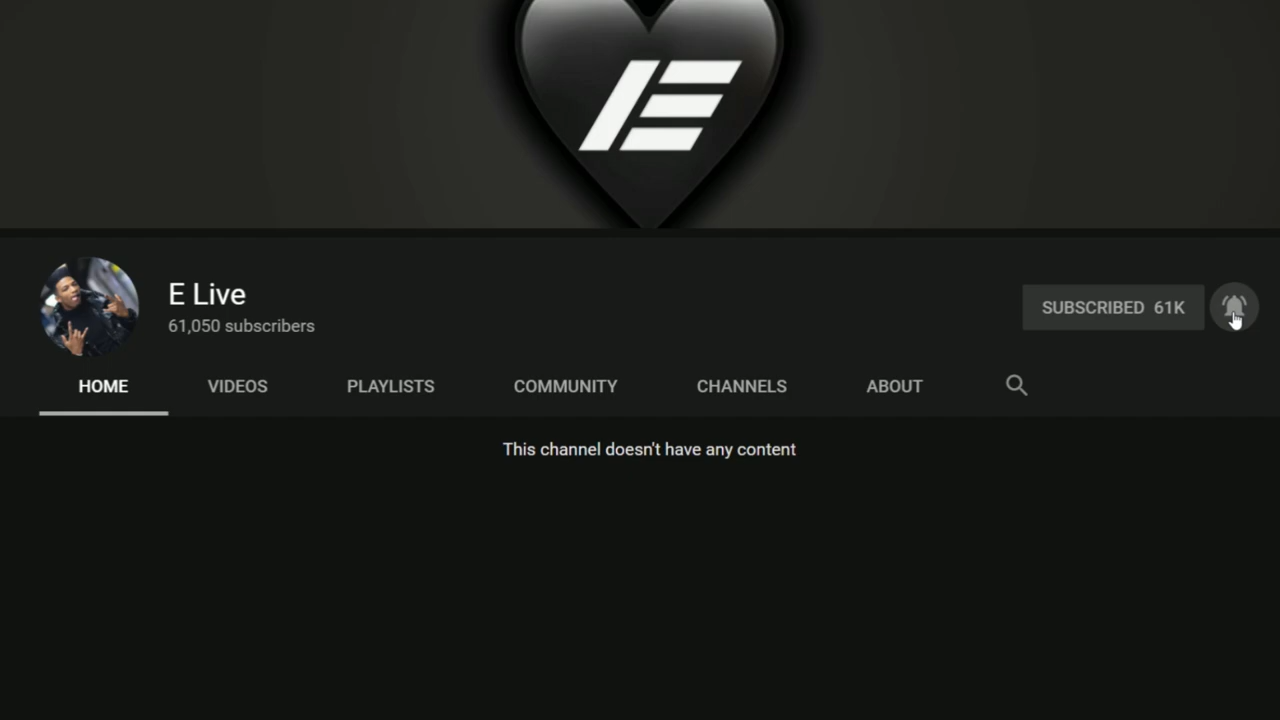 E
E Live
61,050 subscribers
SUBSCRIBED 61K
HOME VIDEOS PLAYLISTS COMMUNITY CHANNELS ABOUT
This channel doesn't have any content